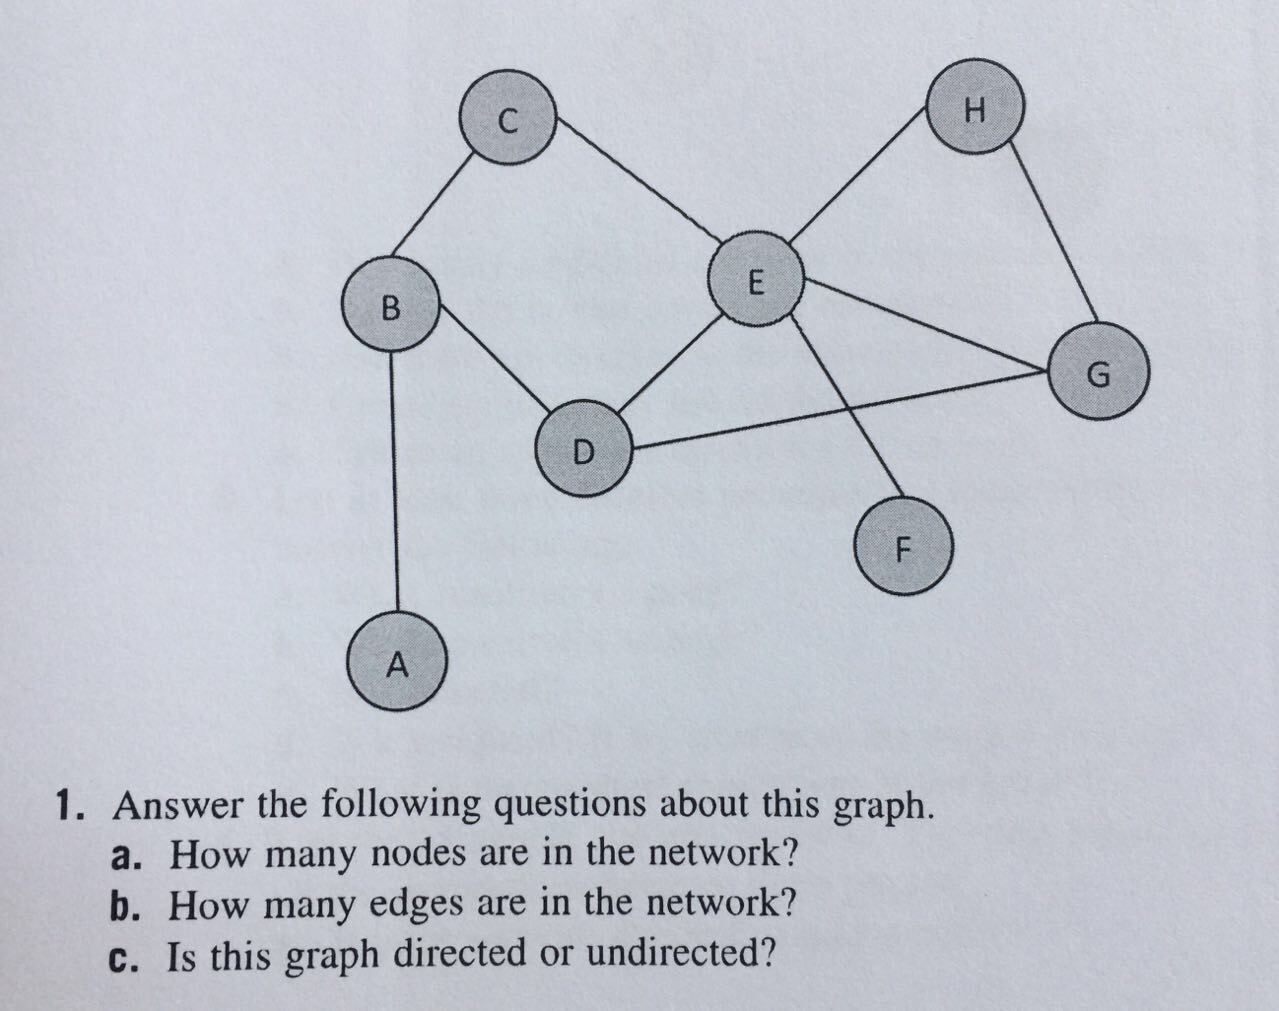 C
H
E
B
G
D
F
A
1. Answer the following questions about this graph.
a. How many nodes are in the network?
b. How many edges are in the network?
c. Is this graph directed or undirected?